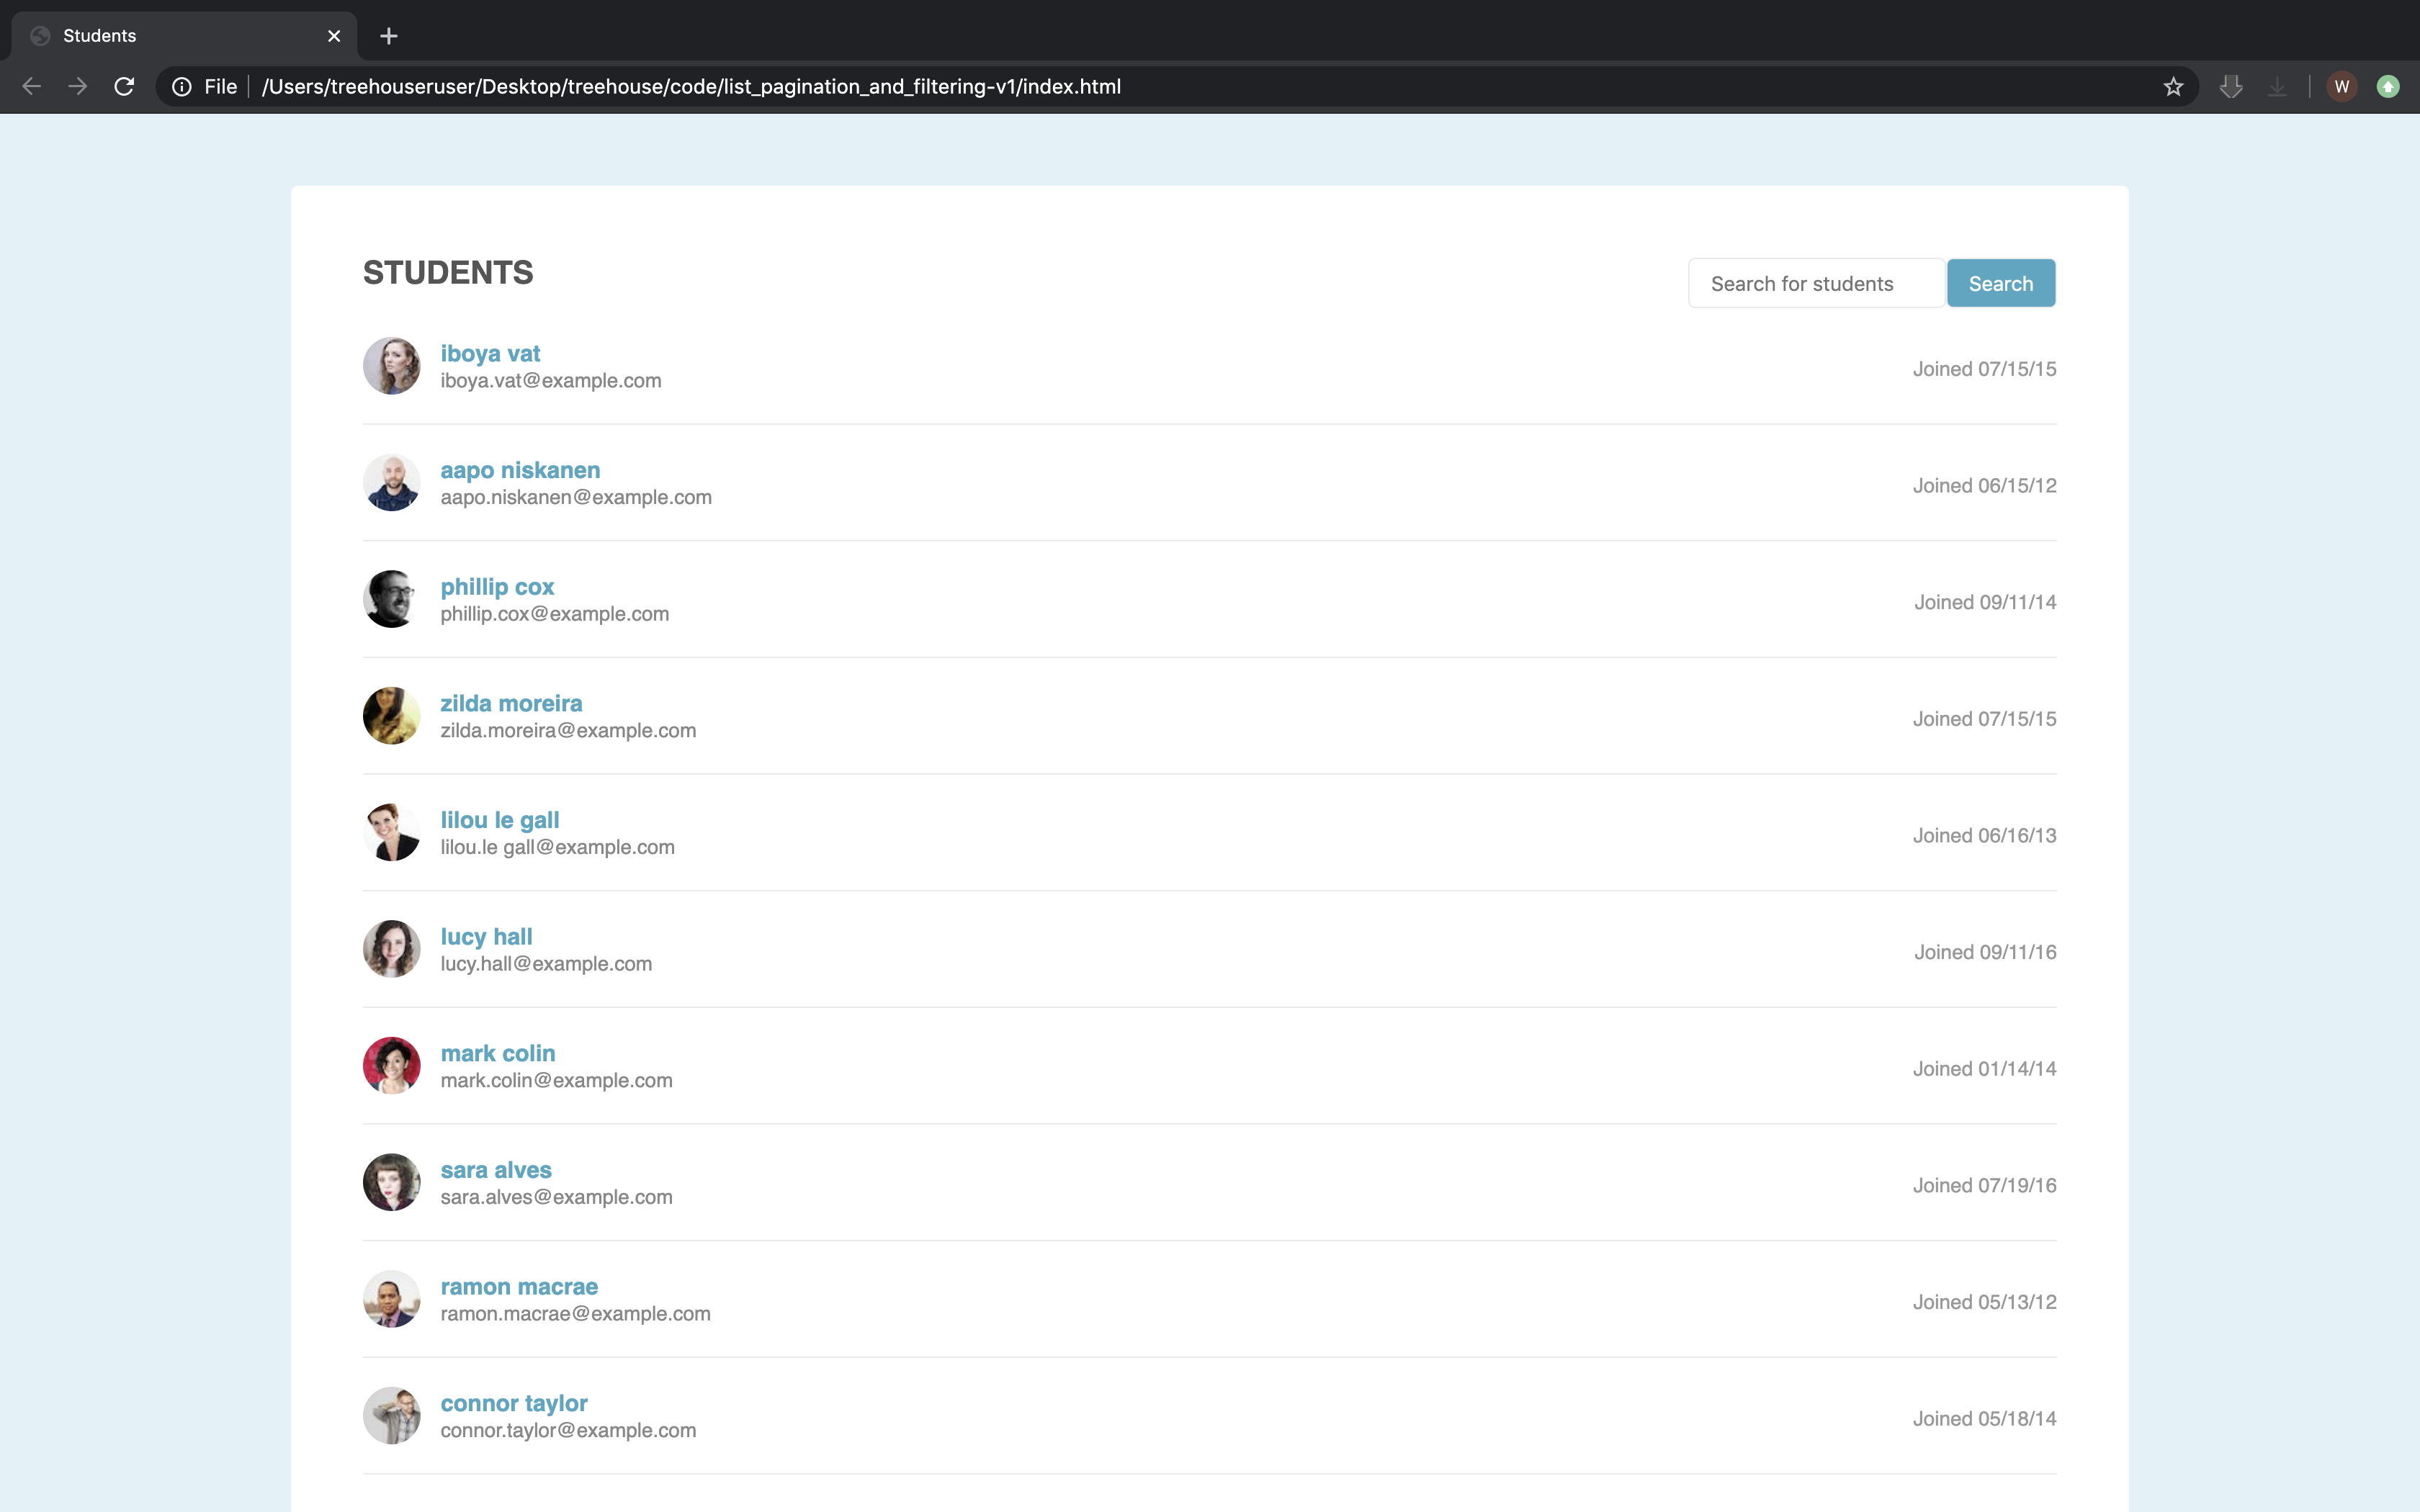 Students
File
/Users/treehouseruser/Desktop/treehouse/code/list_pagination_and_filtering-v1/index.html
W
STUDENTS
Search for students
Search
iboya vat
iboya.vat@example.com
Joined 07/15/15
aapo niskanen
aapo.niskanen@example.com
Joined 06/15/12
phillip cox
phillip.cox@example.com
Joined 09/11/14
zilda moreira
zilda.moreira@example.com
Joined 07/15/15
lilou le gall
lilou.le gall@example.com
Joined 06/16/13
lucy hall
lucy.hall@example.com
Joined 09/11/16
mark colin
mark.colin@example.com
Joined 01/14/14
sara alves
sara.alves@example.com
Joined 07/19/16
ramon macrae
ramon.macrae@example.com
Joined 05/13/12
connor taylor
connor.taylor@example.com
Joined 05/18/14